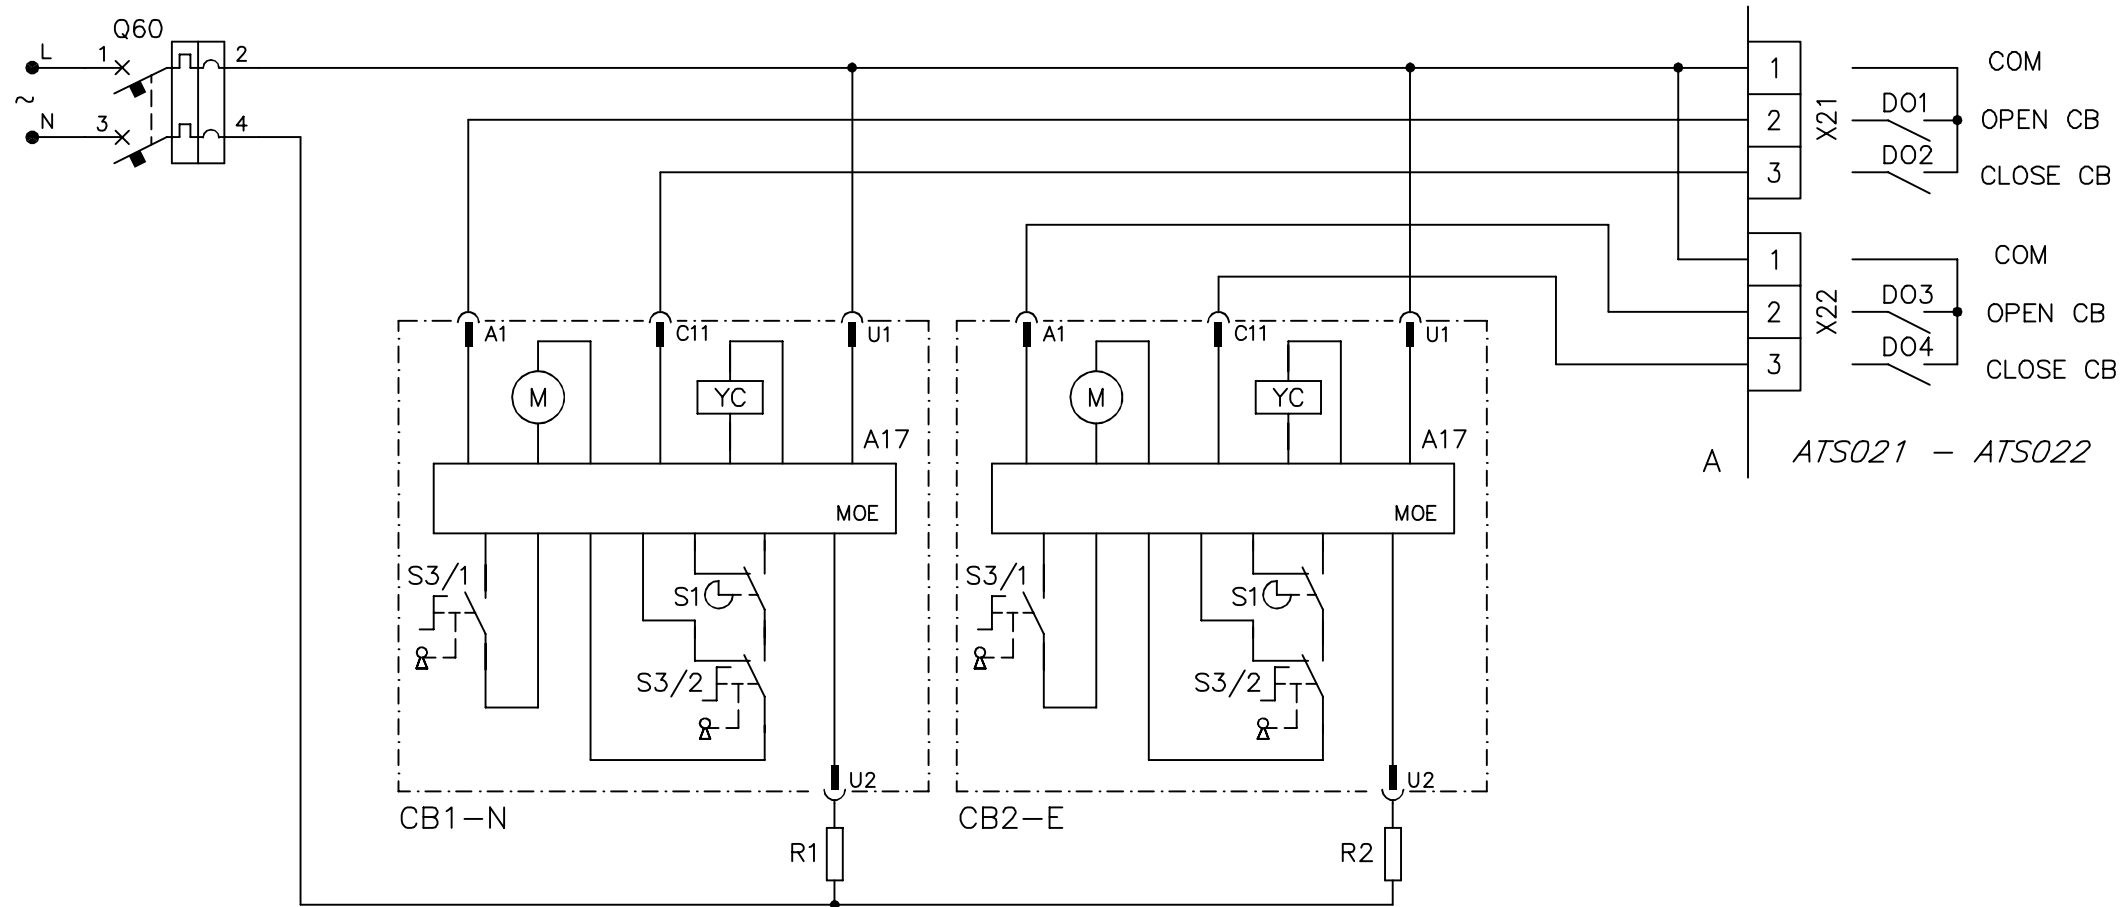 Q60
L 1 2
~
N 3 4
1 COM
2 X21 DO1 OPEN CB
3 DO2 CLOSE CB
1 COM
2 X22 DO3 OPEN CB
3 DO4 CLOSE CB
A ATS021 - ATS022
A1 C11 U1 A1 C11 U1
M YC M YC
A17 A17
MOE MOE
S3/1 S1 S3/1 S1
S3/2 S3/2
U2 U2
CB1-N CB2-E
R1 R2